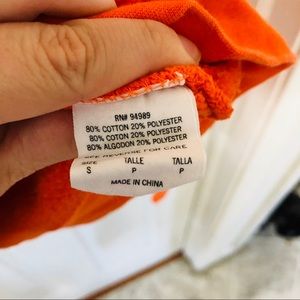 RN# 94989
80% COTTON 20% POLYESTER
80% COTTON 20% POLYESTER
80% ALGODON 20% POLYESTER
SEE REVERSE FOR CARE
SIZE TALLE TALLA
S P P
MADE IN CHINA